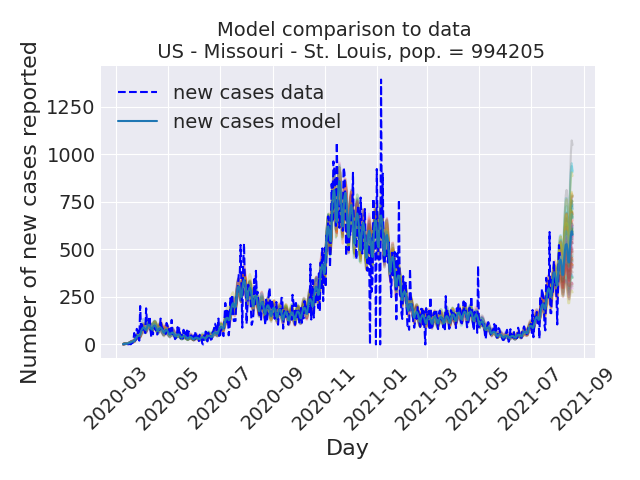 Model comparison to data
US - Missouri - St. Louis, pop. = 994205
Number of new cases reported
new cases data
new cases model
1250
1000
750
500
250
0
2020-03
2020-05
2020-07
2020-09
2020-11
2021-01
2021-03
2021-05
2021-07
2021-09
Day